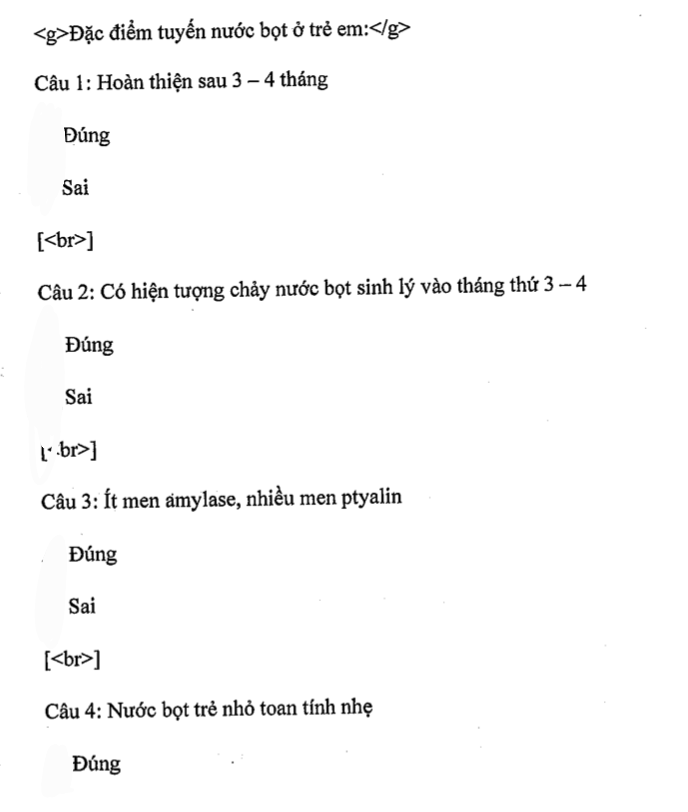 <g>Đặc điểm tuyến nước bọt ở trẻ em:</g>
Câu 1: Hoàn thiện sau 3 – 4 tháng
Đúng
Sai
[<br>]
Câu 2: Có hiện tượng chảy nước bọt sinh lý vào tháng thứ 3 – 4
Đúng
Sai
br>]
Câu 3: Ít men amylase, nhiều men ptyalin
Đúng
Sai
[<br>]
Câu 4: Nước bọt trẻ nhỏ toan tính nhẹ
Đúng